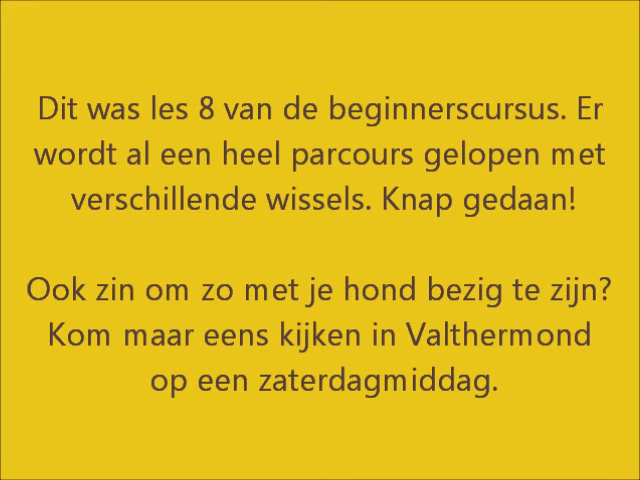 Dit was les 8 van de beginnerscursus. Er
wordt al een heel parcours gelopen met
verschillende wissels. Knap gedaan!
Ook zin om zo met je hond bezig te zijn?
Kom maar eens kijken in Valthermond
op een zaterdagmiddag.